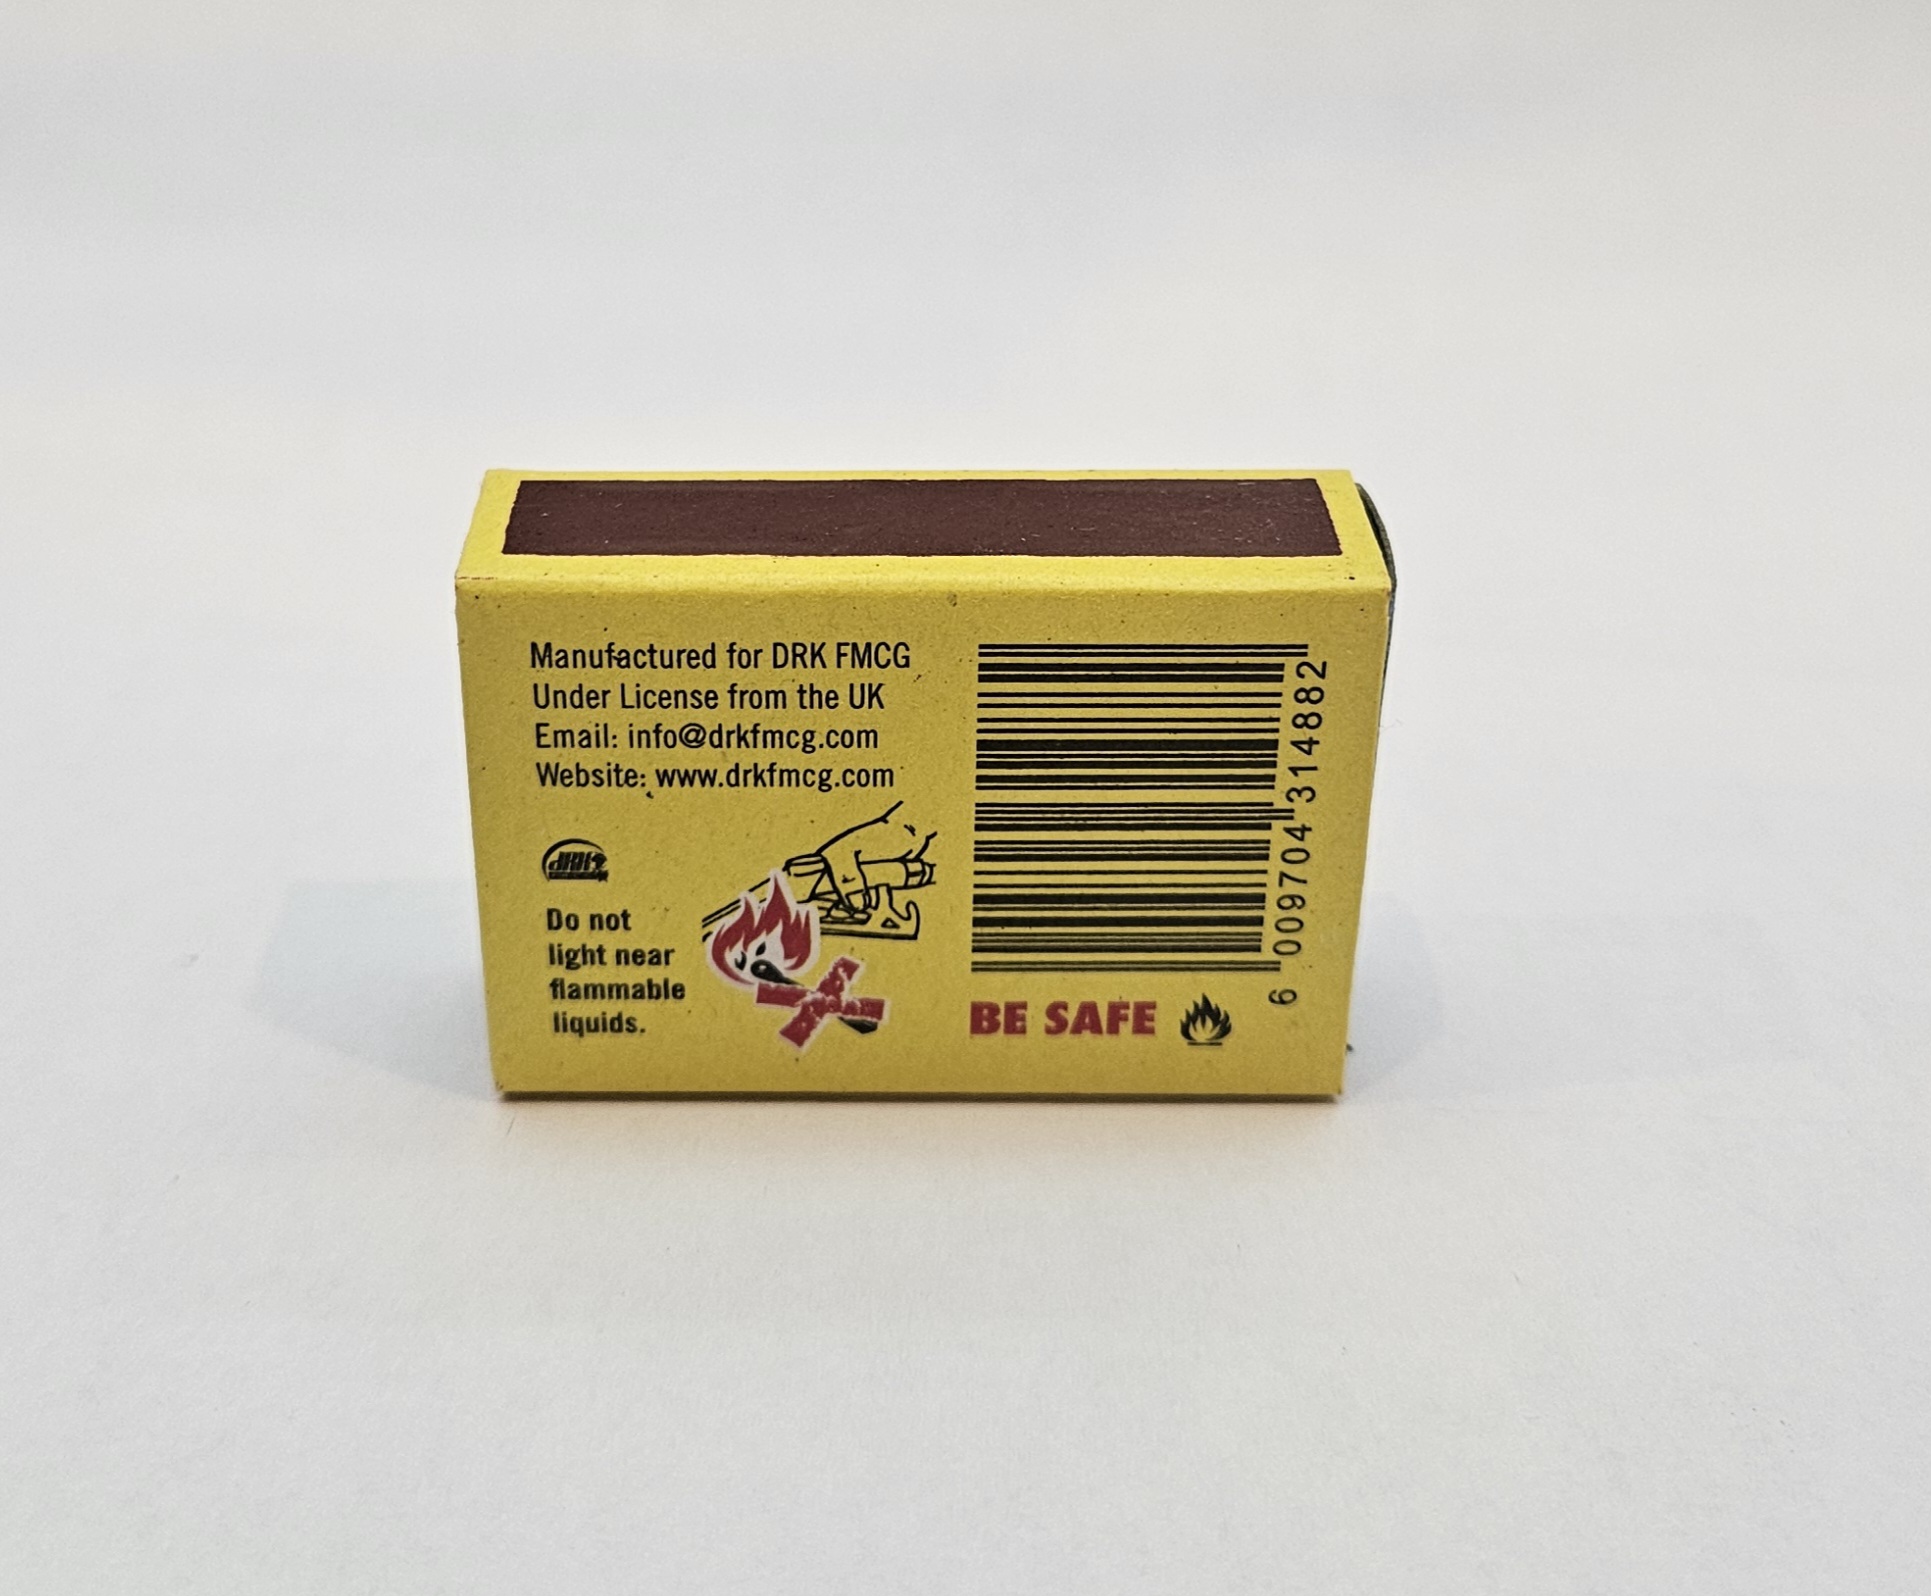 Manufactured for DRK FMCG
Under License from the UK
Email: info@drkfmcg.com
Website: www.drkfmcg.com
Do not
light near
flammable
liquids.
6 009704 314882
BE SAFE